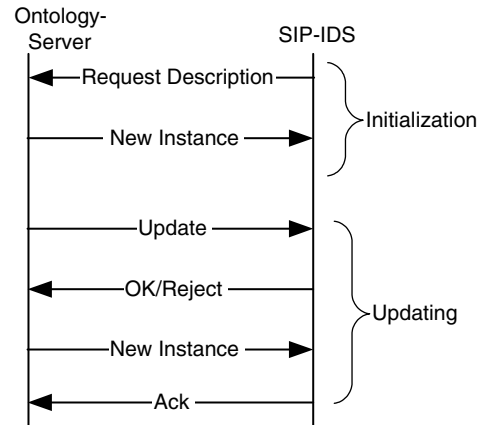 Ontology-
Server
SIP-IDS
Request Description
New Instance
Initialization
Update
OK/Reject
Updating
New Instance
Ack